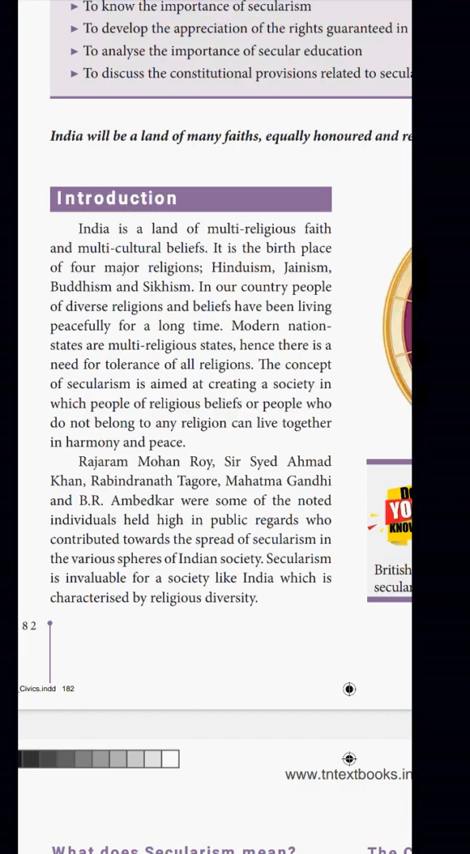 ► To know the importance of secularism
► To develop the appreciation of the rights guaranteed in
► To analyse the importance of secular education
► To discuss the constitutional provisions related to
India will be a land of many faiths, equally honoured and
Introduction
India is a land of multi-religious faith
and multi-cultural beliefs. It is the birth place
of four major religions; Hinduism, Jainism,
Buddhism and Sikhism. In our country people
of diverse religions and beliefs have been living
peacefully for a long time. Modern nation-
states are multi-religious states, hence there is a
need for tolerance of all religions. The concept
of secularism is aimed at creating a society in
which people of religious beliefs or people who
do not belong to any religion can live together
in harmony and peace.
Rajaram Mohan Roy, Sir Syed Ahmad
Khan, Rabindranath Tagore, Mahatma Gandhi
and B.R. Ambedkar were some of the noted
individuals held high in public regards who
contributed towards the spread of secularism in
the various spheres of Indian society. Secularism
is invaluable for a society like India which is
characterised by religious diversity.
British
82
_Civics.indd 182
www.tntextbooks.in
What does Secularism mean?
The